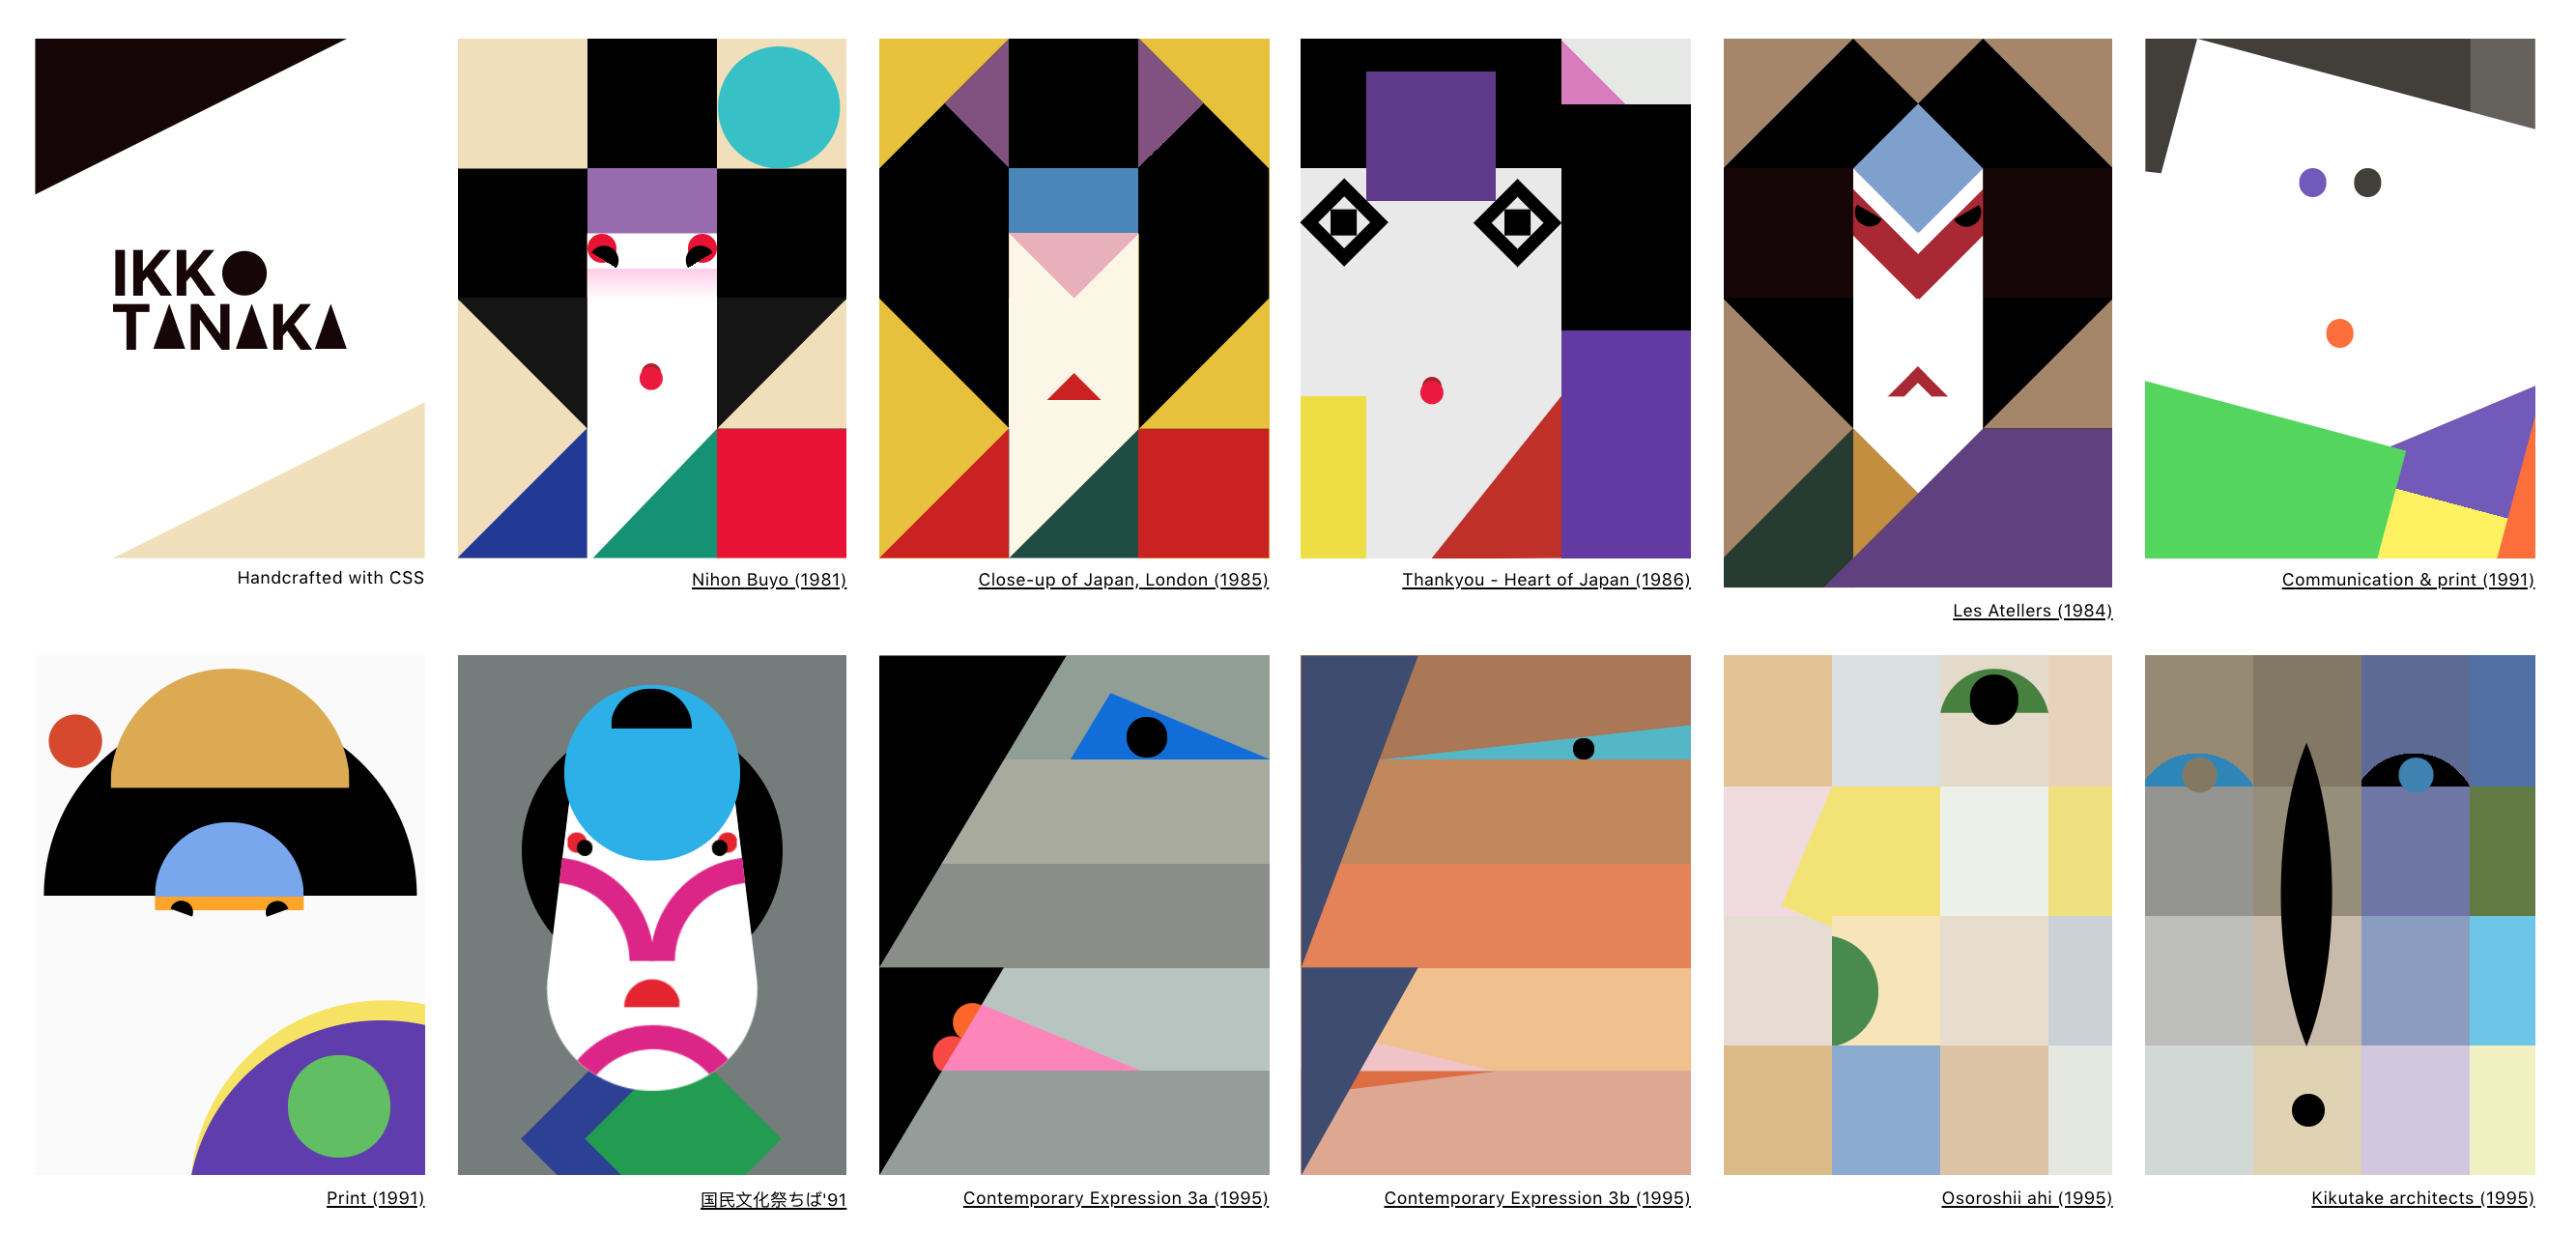 IKKO
TANAKA
Handcrafted with CSS
Nihon Buyo (1981)
Close-up of Japan, London (1985)
Thankyou - Heart of Japan (1986)
Les Atellers (1984)
Communication & print (1991)
Print (1991)
国民文化祭ちば'91
Contemporary Expression 3a (1995)
Contemporary Expression 3b (1995)
Osoroshii ahi (1995)
Kikutake architects (1995)